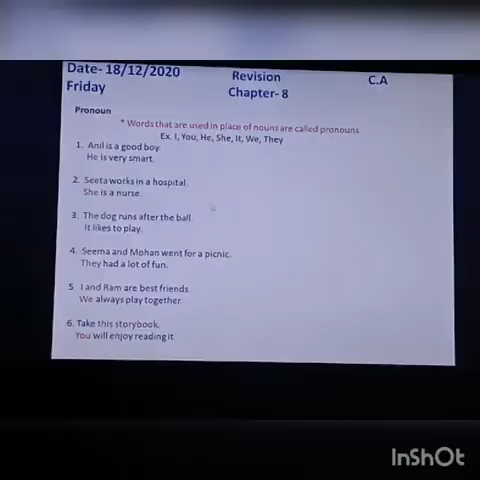 Date- 18/12/2020 Revision C.A
Friday Chapter- 8
Pronoun
* Words that are used in place of nouns are called pronouns
Ex. I, You, He, She, It, We, They
1. Anil is a good boy.
He is very smart.
2. Seeta works in a hospital.
She is a nurse
3. The dog runs after the ball.
It likes to play.
4. Seema and Mohan went for a picnic.
They had a lot of fun.
5 I and Ram are best friends
We always play together
6. Take this storybook.
You will enjoy reading it
InShOt